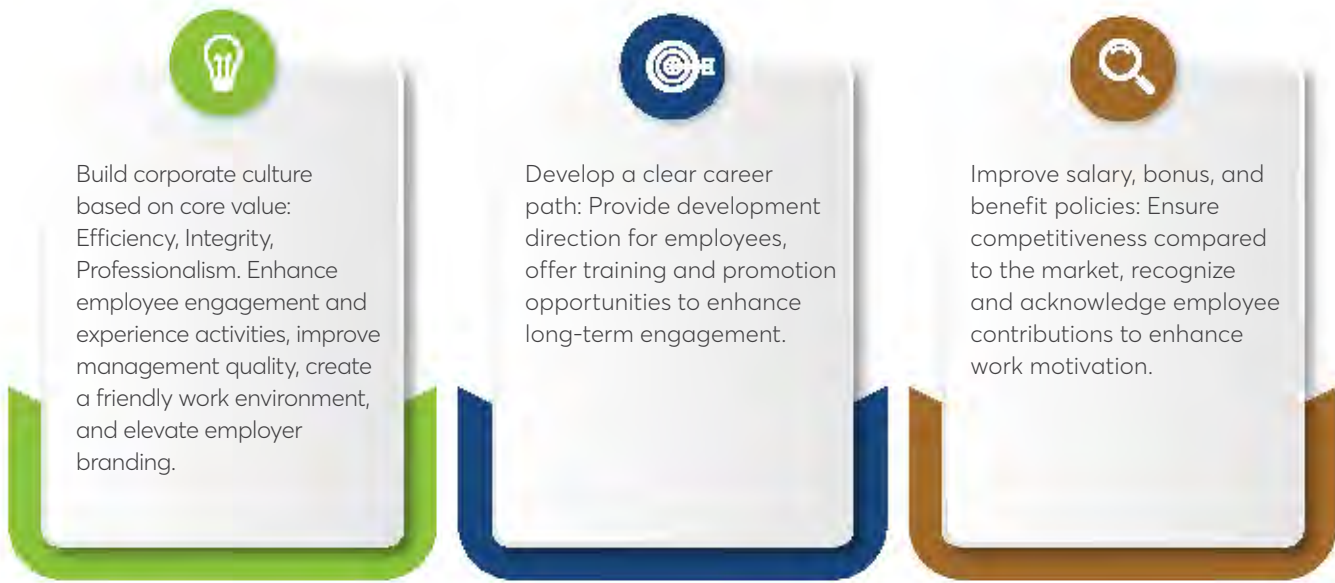 Build corporate culture
based on core value:
Efficiency, Integrity,
Professionalism. Enhance
employee engagement and
experience activities, improve
management quality, create
a friendly work environment,
and elevate employer
branding.
Develop a clear career
path: Provide development
direction for employees,
offer training and promotion
opportunities to enhance
long-term engagement.
Improve salary, bonus, and
benefit policies: Ensure
competitiveness compared
to the market, recognize
and acknowledge employee
contributions to enhance
work motivation.